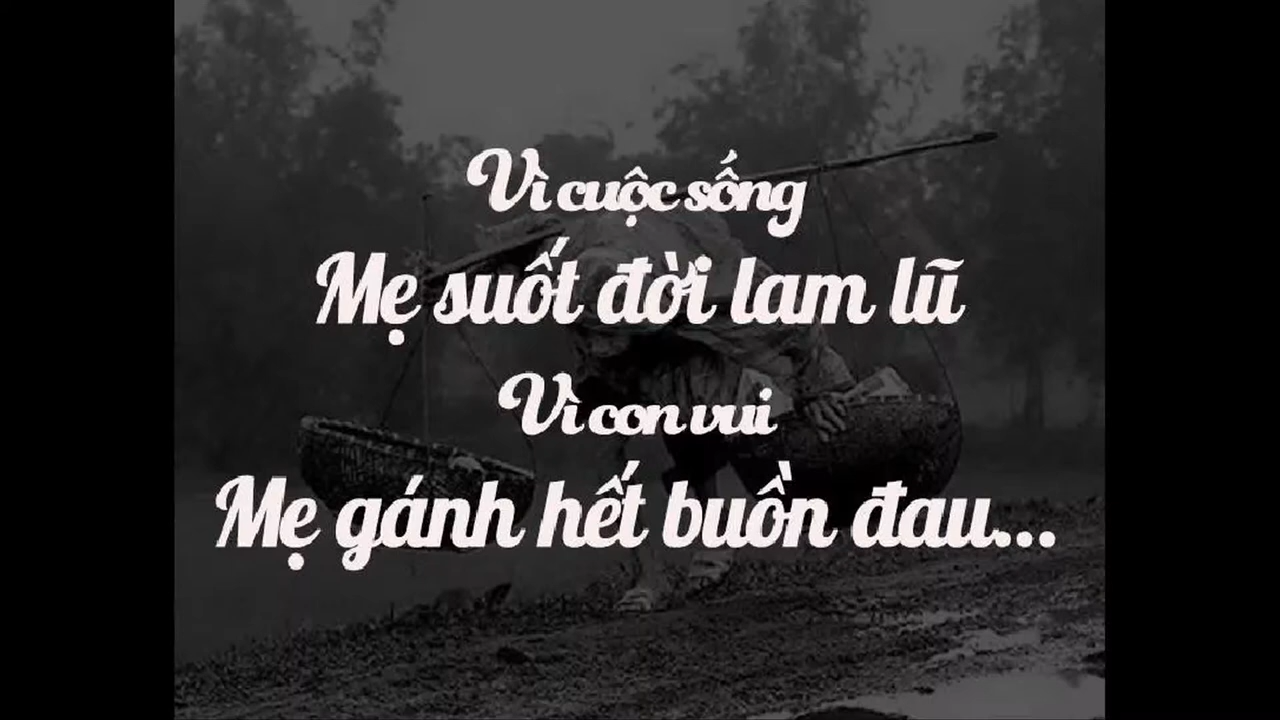 Vì cuộc sống
Mẹ suốt đời lam lũ
Vì con vui
Mẹ gánh hết buồn đau...